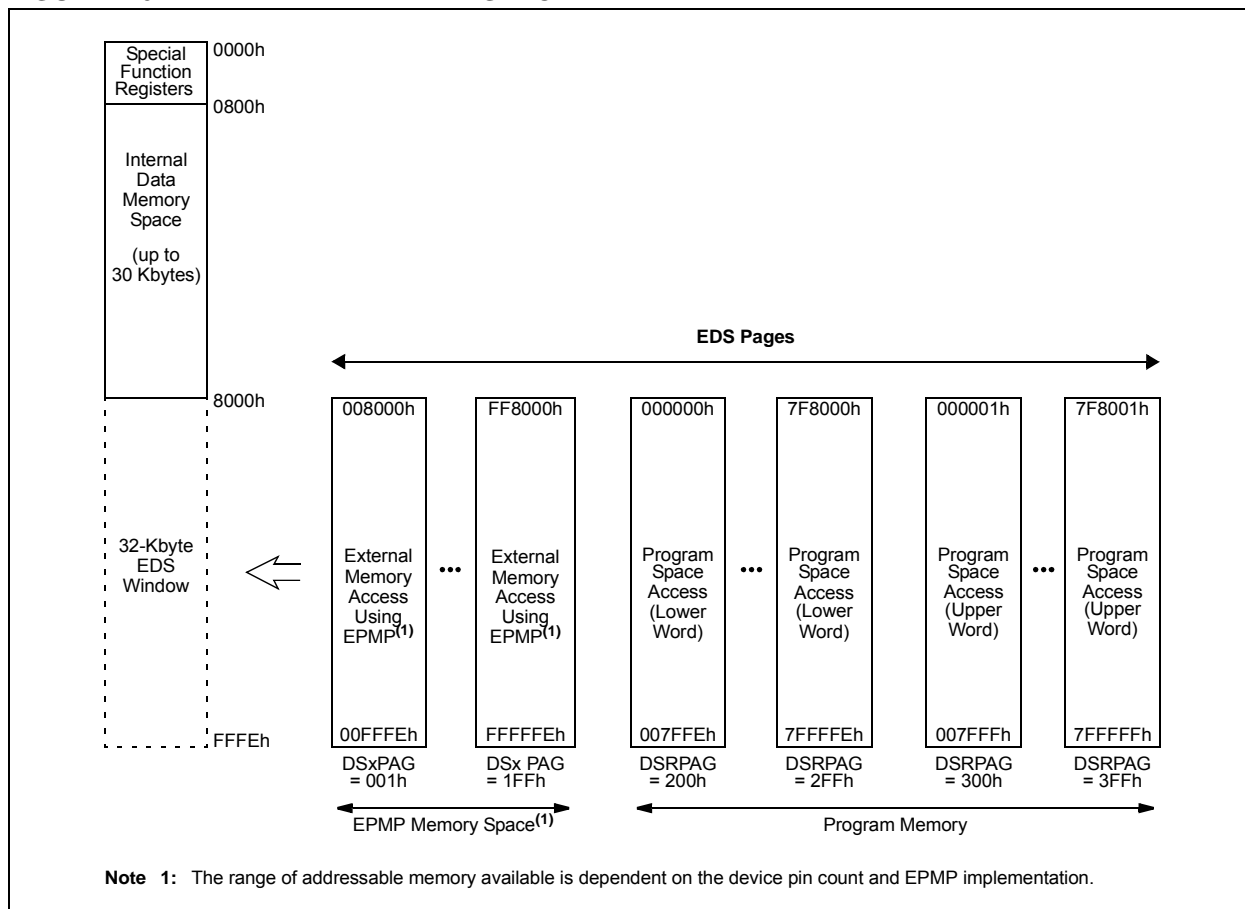 Special
Function
Registers
0000h
0800h
Internal
Data
Memory
Space
(up to
30 Kbytes)
8000h
32-Kbyte
EDS
Window
FFFEh
EDS Pages
008000h
External
Memory
Access
Using
EPMP(1)
00FFFEh
DSxPAG
= 001h
•••
FF8000h
External
Memory
Access
Using
EPMP(1)
FFFFFEh
DSx PAG
= 1FFh
EPMP Memory Space(1)
000000h
Program
Space
Access
(Lower
Word)
007FFEh
DSRPAG
= 200h
•••
7F8000h
Program
Space
Access
(Lower
Word)
7FFFFEh
DSRPAG
= 2FFh
000001h
Program
Space
Access
(Upper
Word)
007FFFh
DSRPAG
= 300h
•••
7F8001h
Program
Space
Access
(Upper
Word)
7FFFFFh
DSRPAG
= 3FFh
Program Memory
Note 1: The range of addressable memory available is dependent on the device pin count and EPMP implementation.